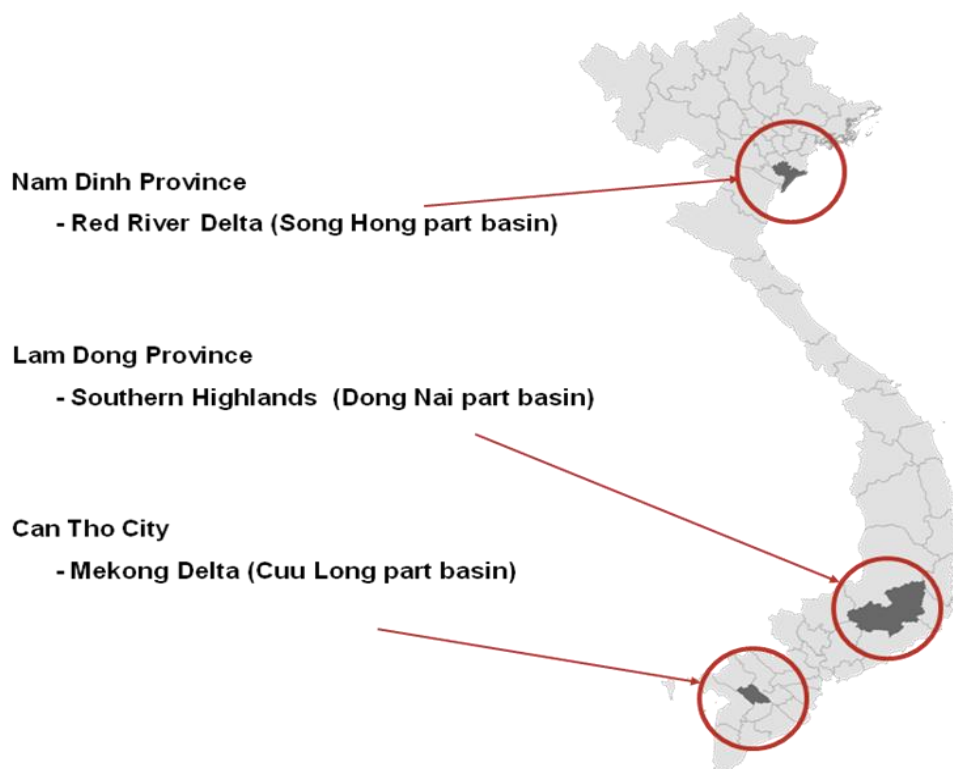 Nam Dinh Province
- Red River Delta (Song Hong part basin)
Lam Dong Province
- Southern Highlands (Dong Nai part basin)
Can Tho City
- Mekong Delta (Cuu Long part basin)